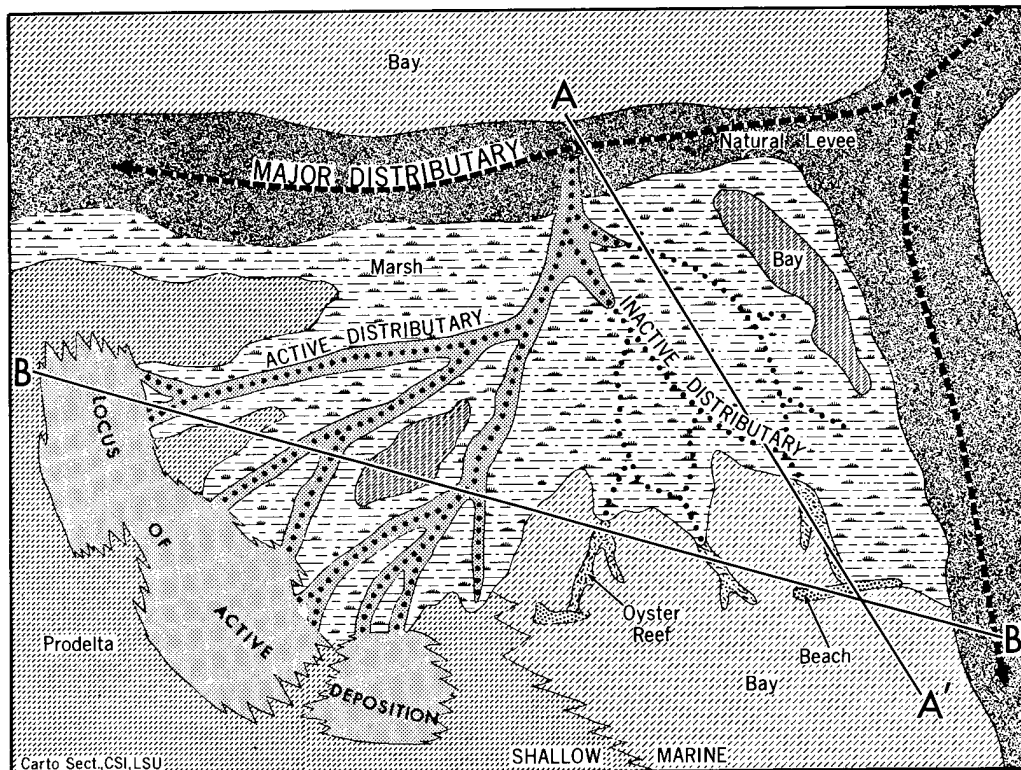 Bay
A
Natural Levee
MAJOR DISTRIBUTARY
Bay
Marsh
INACTIVE DISTRIBUTARY
ACTIVE DISTRIBUTARY
B
LOCUS
OF
ACTIVE
DEPOSITION
Oyster
Reef
Prodelta
Beach
B'
Bay
A'
SHALLOW MARINE
Carto Sect.,CSI,LSU